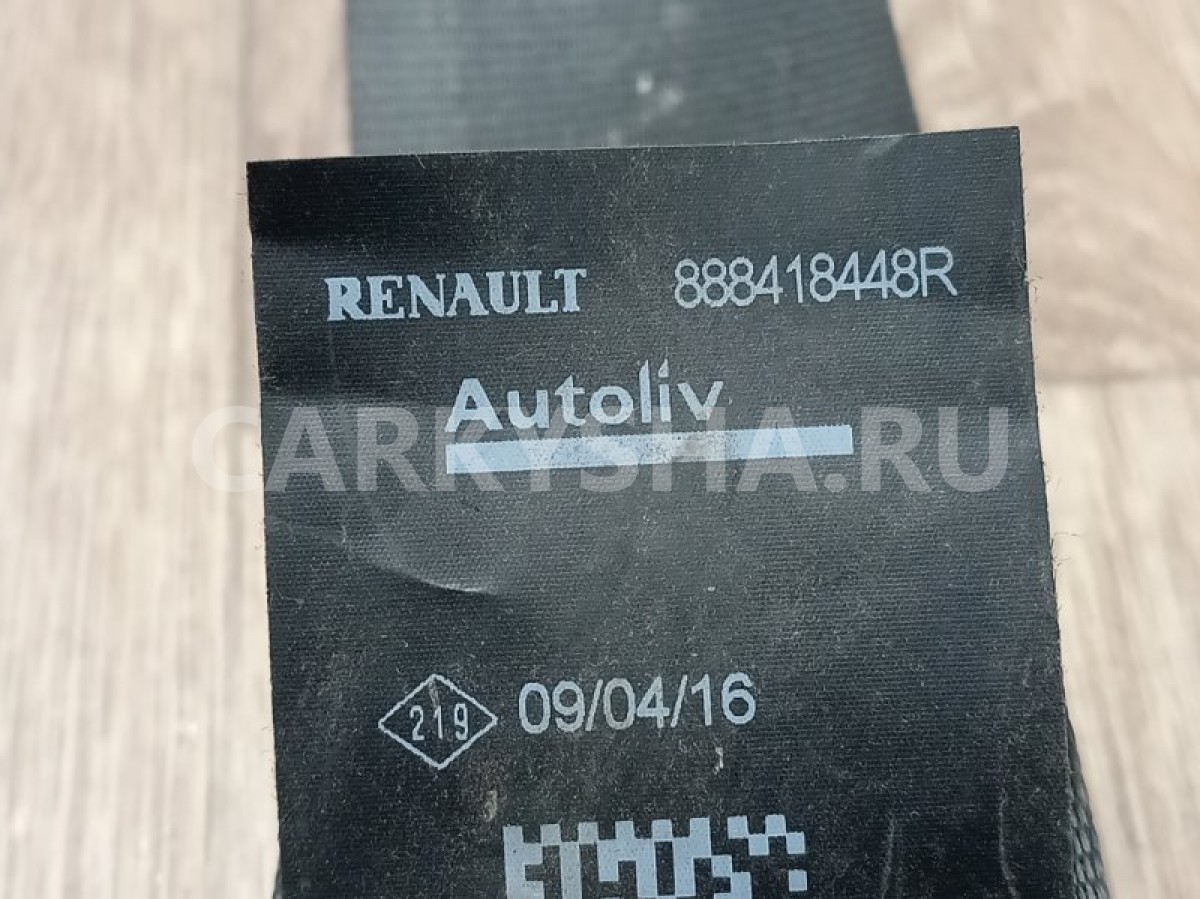 RENAULT 888418448R
Autoliv
CARKYSHA.RU
219 09/04/16